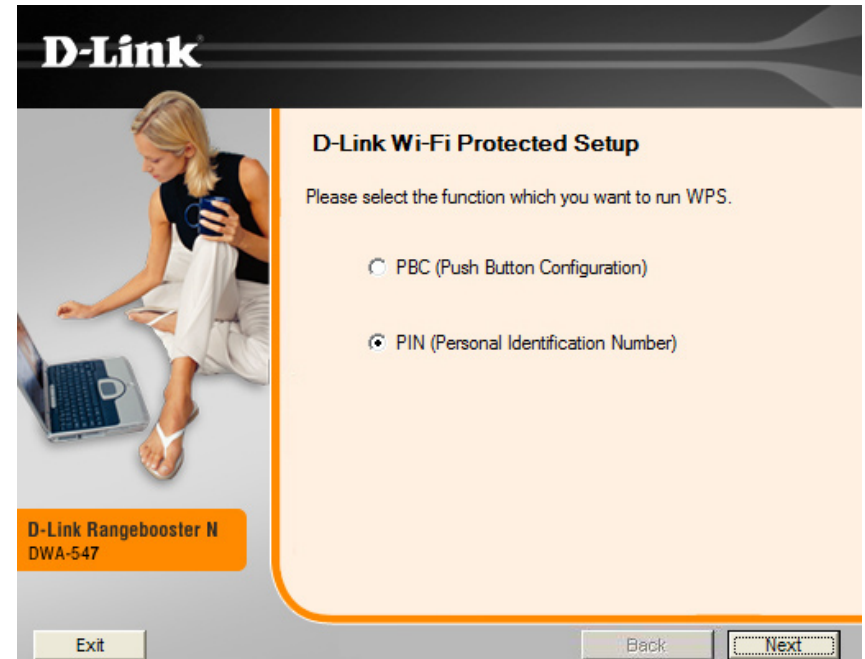 D-Link
D-Link Wi-Fi Protected Setup
Please select the function which you want to run WPS.
PBC (Push Button Configuration)
PIN (Personal Identification Number)
D-Link Rangebooster N
DWA-547
Exit
Back
Next